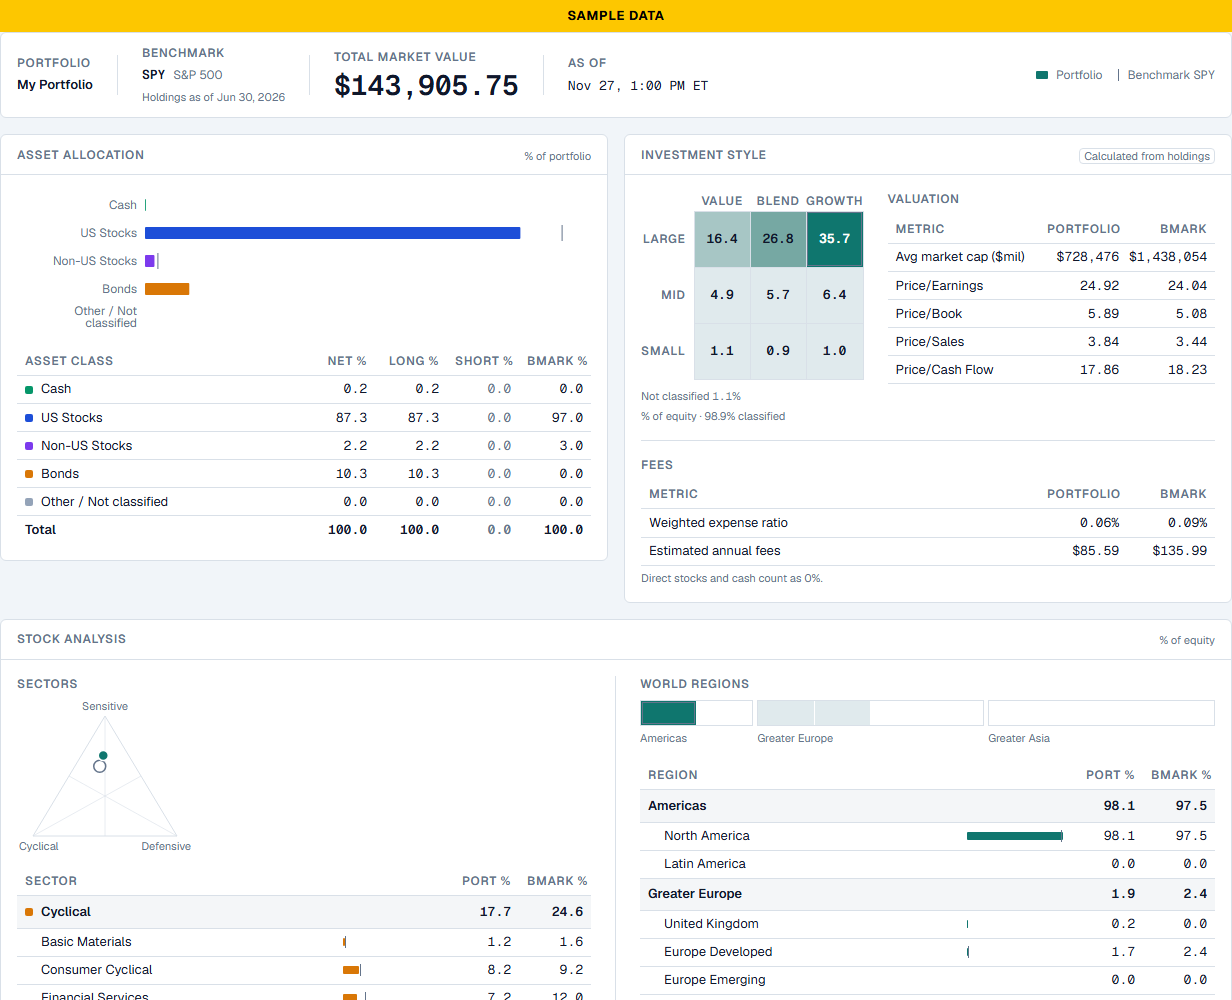 SAMPLE DATA
PORTFOLIO
My Portfolio
BENCHMARK
SPY S&P 500
Holdings as of Jun 30, 2026
TOTAL MARKET VALUE
$143,905.75
AS OF
Nov 27, 1:00 PM ET
Portfolio Benchmark SPY
ASSET ALLOCATION % of portfolio
Cash
US Stocks
Non-US Stocks
Bonds
Other / Not
classified
ASSET CLASS NET % LONG % SHORT % BMARK %
Cash 0.2 0.2 0.0 0.0
US Stocks 87.3 87.3 0.0 97.0
Non-US Stocks 2.2 2.2 0.0 3.0
Bonds 10.3 10.3 0.0 0.0
Other / Not classified 0.0 0.0 0.0 0.0
Total 100.0 100.0 0.0 100.0
INVESTMENT STYLE Calculated from holdings
VALUE BLEND GROWTH
LARGE 16.4 26.8 35.7
MID 4.9 5.7 6.4
SMALL 1.1 0.9 1.0
Not classified 1.1%
% of equity · 98.9% classified
VALUATION
METRIC PORTFOLIO BMARK
Avg market cap ($mil) $728,476 $1,438,054
Price/Earnings 24.92 24.04
Price/Book 5.89 5.08
Price/Sales 3.84 3.44
Price/Cash Flow 17.86 18.23
FEES
METRIC PORTFOLIO BMARK
Weighted expense ratio 0.06% 0.09%
Estimated annual fees $85.59 $135.99
Direct stocks and cash count as 0%.
STOCK ANALYSIS % of equity
SECTORS
Sensitive
Cyclical Defensive
SECTOR PORT % BMARK %
Cyclical 17.7 24.6
Basic Materials 1.2 1.6
Consumer Cyclical 8.2 9.2
Financial Services 7.2 12.0
WORLD REGIONS
Americas Greater Europe Greater Asia
REGION PORT % BMARK %
Americas 98.1 97.5
North America 98.1 97.5
Latin America 0.0 0.0
Greater Europe 1.9 2.4
United Kingdom 0.2 0.0
Europe Developed 1.7 2.4
Europe Emerging 0.0 0.0